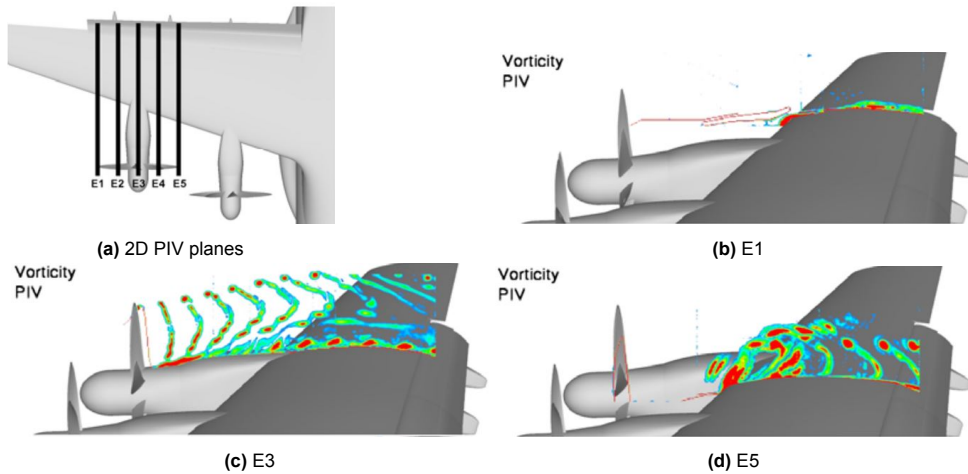 E1 E2 E3 E4 E5
(a) 2D PIV planes
Vorticity
PIV
(b) E1
Vorticity
PIV
(c) E3
Vorticity
PIV
(d) E5